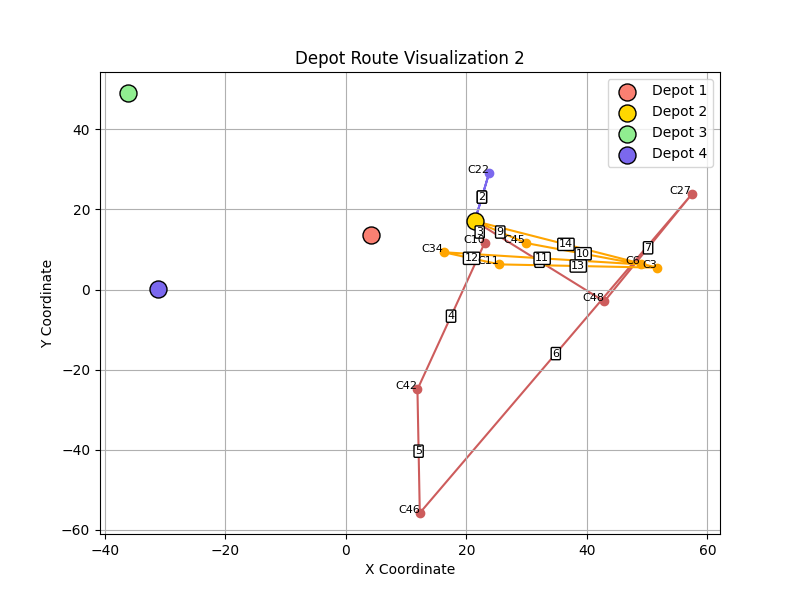 Depot Route Visualization 2
Depot 1
Depot 2
Depot 3
Depot 4
Y Coordinate
40
20
0
−20
−40
−60
C22
2
C27
3
9
C16
C45
14
7
C34
12
C11
11
10
13
C6
C3
C48
4
6
C42
5
C46
−40
−20
0
20
40
60
X Coordinate